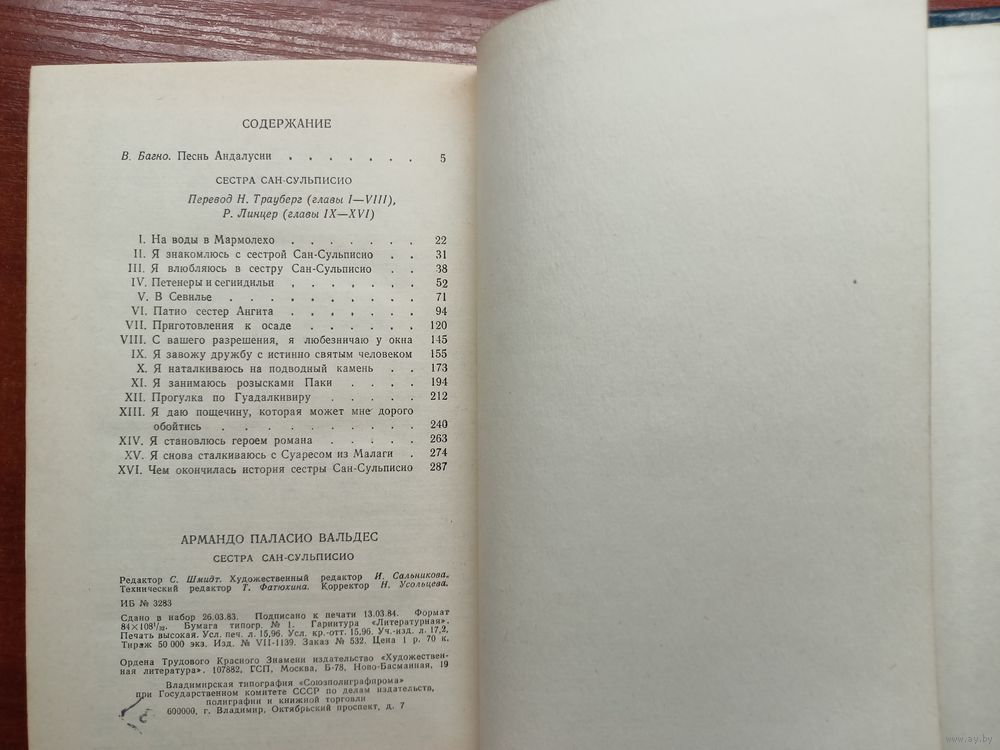 СОДЕРЖАНИЕ
В. Багно. Песнь Андалусии . . . . . . . 5
СЕСТРА САН-СУЛЬПИСИО
Перевод Н. Трауберг (главы I—VIII),
Р. Линцер (главы IX—XVI)
I. На воды в Мармолехо . . . . . . . 22
II. Я знакомлюсь с сестрой Сан-Сульписио . . 31
III. Я влюбляюсь в сестру Сан-Сульписио . . 38
IV. Петенеры и сегидильи . . . . . . . 52
V. В Севилье . . . . . . . . . 71
VI. Патио сестер Ангита . . . . . . . 94
VII. Приготовления к осаде . . . . . . 120
VIII. С вашего разрешения, я любезничаю у окна 145
IX. Я завожу дружбу с истинно святым человеком 155
X. Я наталкиваюсь на подводный камень . . 173
XI. Я занимаюсь розысками Паки . . . . 194
XII. Прогулка по Гуадалкивиру . . . . . 212
XIII. Я даю пощечину, которая может мне дорого
обойтись . . . . . . . . . . 240
XIV. Я становлюсь героем романа . . . . . 263
XV. Я снова сталкиваюсь с Суаресом из Малаги . 274
XVI. Чем окончилась история сестры Сан-Сульписио 287
АРМАНДО ПАЛАСИО ВАЛЬДЕС
СЕСТРА САН-СУЛЬПИСИО
Редактор С. Шмидт. Художественный редактор И. Сальникова.
Технический редактор Т. Фатюхина. Корректор Н. Усольцева.
ИБ № 3283
Сдано в набор 26.03.83. Подписано к печати 13.03.84. Формат
84×108¹/₃₂. Бумага типогр. № 1. Гарнитура «Литературная».
Печать высокая. Усл. печ. л. 15,96. Усл. кр.-отт. 15,96. Уч.-изд. л. 17,2.
Тираж 50 000 экз. Изд. № VII-1139. Заказ № 532. Цена 1 р. 70 к.
Ордена Трудового Красного Знамени издательство «Художествен-
ная литература». 107882, ГСП, Москва, Б-78, Ново-Басманная, 19
Владимирская типография «Союзполиграфпрома»
при Государственном комитете СССР по делам издательств,
полиграфии и книжной торговли
600000, г. Владимир, Октябрьский проспект, д. 7
www.ay.by